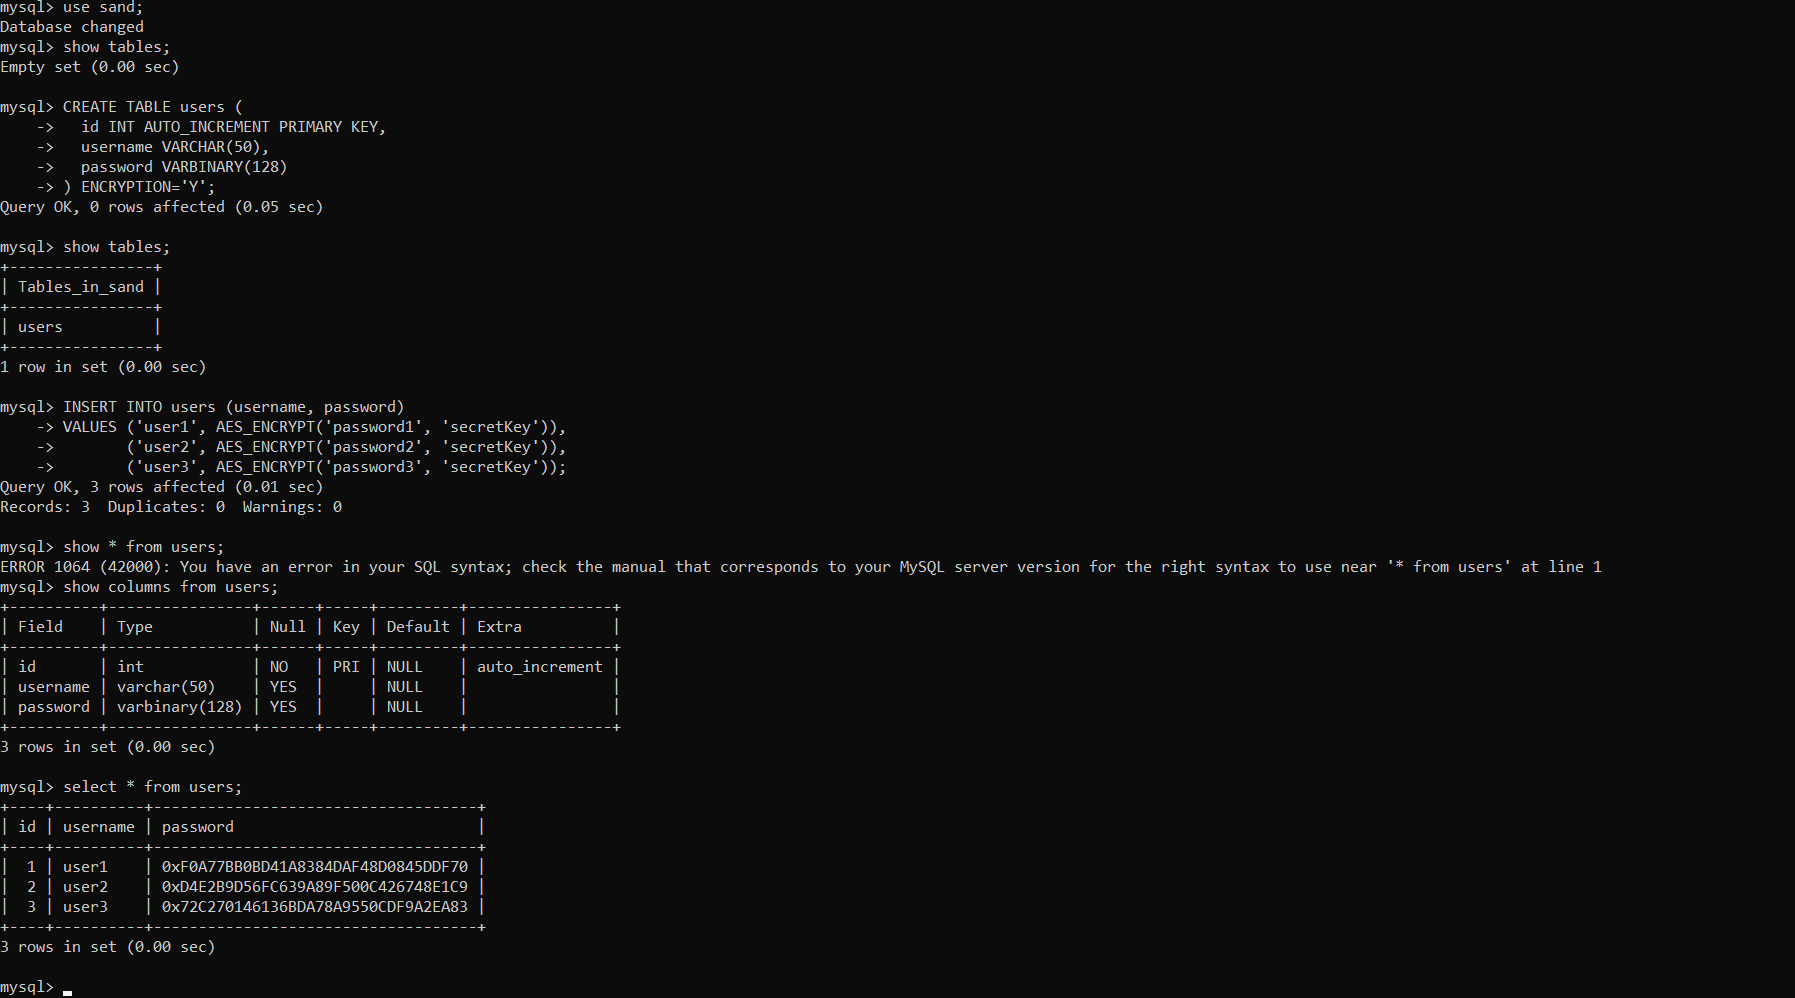 mysql> use sand;
Database changed
mysql> show tables;
Empty set (0.00 sec)

mysql> CREATE TABLE users (
    ->   id INT AUTO_INCREMENT PRIMARY KEY,
    ->   username VARCHAR(50),
    ->   password VARBINARY(128)
    -> ) ENCRYPTION='Y';
Query OK, 0 rows affected (0.05 sec)

mysql> show tables;
+----------------+
| Tables_in_sand |
+----------------+
| users          |
+----------------+
1 row in set (0.00 sec)

mysql> INSERT INTO users (username, password)
    -> VALUES ('user1', AES_ENCRYPT('password1', 'secretKey')),
    ->        ('user2', AES_ENCRYPT('password2', 'secretKey')),
    ->        ('user3', AES_ENCRYPT('password3', 'secretKey'));
Query OK, 3 rows affected (0.01 sec)
Records: 3  Duplicates: 0  Warnings: 0

mysql> show * from users;
ERROR 1064 (42000): You have an error in your SQL syntax; check the manual that corresponds to your MySQL server version for the right syntax to use near '* from users' at line 1
mysql> show columns from users;
+----------+----------------+------+-----+---------+----------------+
| Field    | Type           | Null | Key | Default | Extra          |
+----------+----------------+------+-----+---------+----------------+
| id       | int            | NO   | PRI | NULL    | auto_increment |
| username | varchar(50)    | YES  |     | NULL    |                |
| password | varbinary(128) | YES  |     | NULL    |                |
+----------+----------------+------+-----+---------+----------------+
3 rows in set (0.00 sec)

mysql> select * from users;
+----+----------+------------------------------------+
| id | username | password                           |
+----+----------+------------------------------------+
|  1 | user1    | 0xF0A77BB0BD41A8384DAF48D0845DDF70 |
|  2 | user2    | 0xD4E2B9D56FC639A89F500C426748E1C9 |
|  3 | user3    | 0x72C270146136BDA78A9550CDF9A2EA83 |
+----+----------+------------------------------------+
3 rows in set (0.00 sec)

mysql>